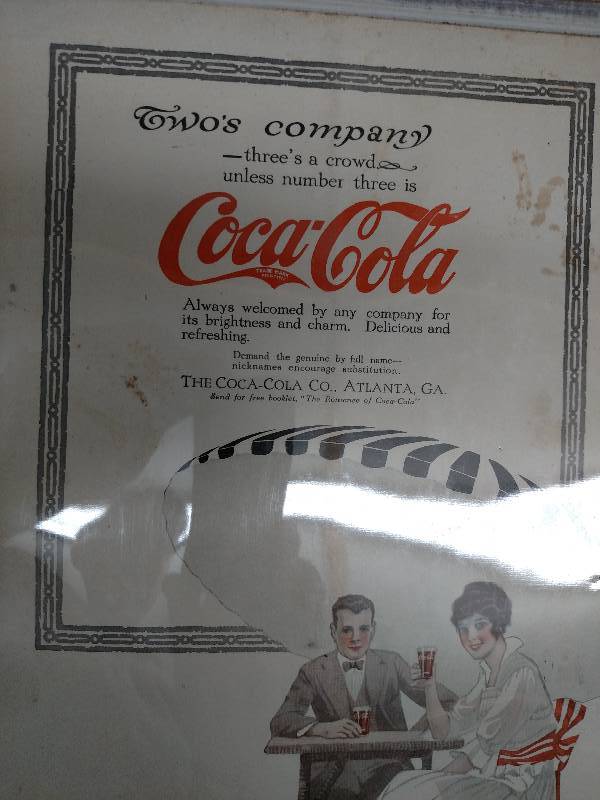 Two's company
—three's a crowd
unless number three is
Coca-Cola
TRADE MARK
Always welcomed by any company for
its brightness and charm. Delicious and
refreshing.
Demand the genuine by full name—
nicknames encourage substitution.
THE COCA-COLA CO., ATLANTA, GA.
Send for free booklet, "The Romance of Coca-Cola"